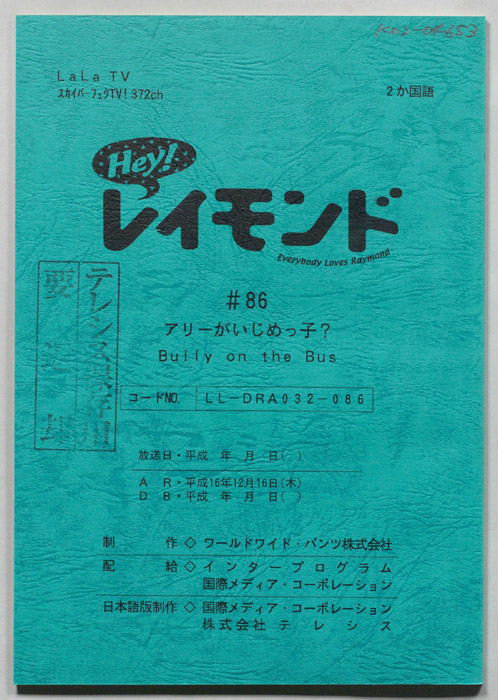 LaLa TV
スカイパーフェクTV！372ch
2か国語
Hey!
レイモンド
Everybody Loves Raymond
＃86
アリーがいじめっ子？
Bully on the Bus
コードNO. LL-DRA032-086
放送日・平成　年　月　日(　)
A R・平成16年12月16日(木)
D B・平成　年　月　日(　)
制作◇ワールドワイド・パンツ株式会社
配給◇インタープログラム
国際メディア・コーポレーション
日本語版制作◇国際メディア・コーポレーション
株式会社テレシス